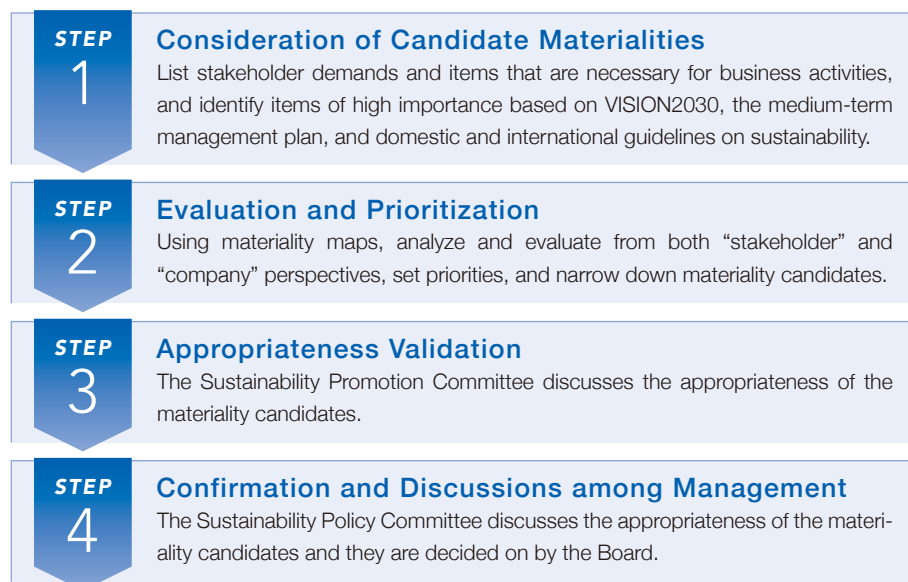 STEP
1
Consideration of Candidate Materialities
List stakeholder demands and items that are necessary for business activities,
and identify items of high importance based on VISION2030, the medium-term
management plan, and domestic and international guidelines on sustainability.
STEP
2
Evaluation and Prioritization
Using materiality maps, analyze and evaluate from both “stakeholder” and
“company” perspectives, set priorities, and narrow down materiality candidates.
STEP
3
Appropriateness Validation
The Sustainability Promotion Committee discusses the appropriateness of the
materiality candidates.
STEP
4
Confirmation and Discussions among Management
The Sustainability Policy Committee discusses the appropriateness of the materi-
ality candidates and they are decided on by the Board.